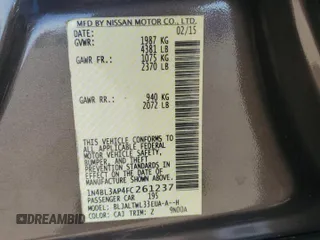 MFD BY NISSAN MOTOR CO., LTD.
DATE: 02/15
GVWR: 1987 KG
4381 LB
GAWR FR: 1075 KG
2370 LB
GAWR RR: 940 KG
2072 LB
THIS VEHICLE CONFORMS TO ALL
APPLICABLE FEDERAL MOTOR VEHICLE
SAFETY, BUMPER, AND THEFT
PREVENTION STANDARDS IN EFFECT
ON THE DATE OF MANUFACTURE
SHOWN ABOVE.
1N4BL3AP4FC261237
PASSENGER CAR 195
MODEL: BLJALTWL33EUA-A--H
COLOR: CAJ TRIM: Z